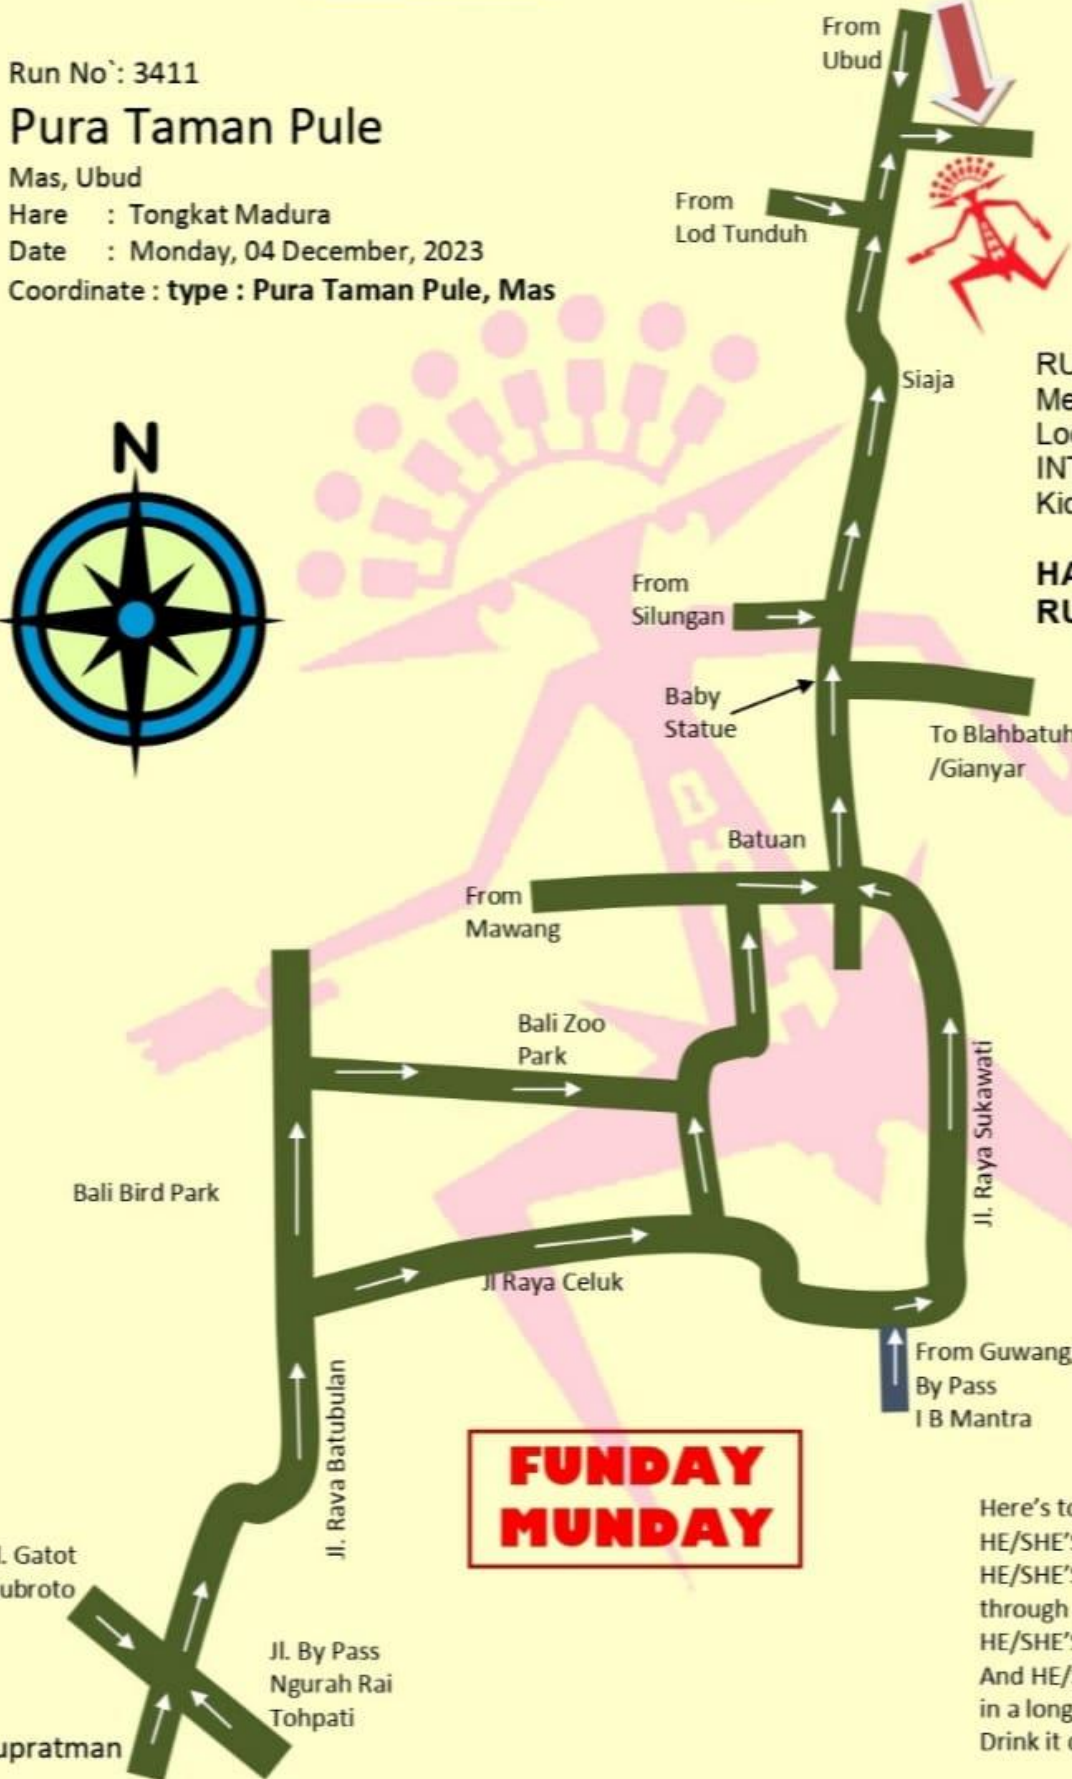 Run No`: 3411
Pura Taman Pule
Mas, Ubud
Hare : Tongkat Madura
Date : Monday, 04 December, 2023
Coordinate : type : Pura Taman Pule, Mas
From
Ubud
From
Lod Tunduh
Siaja
N
From
Silungan
Baby
Statue
To Blahbatuh
/Gianyar
Batuan
From
Mawang
Bali Zoo
Park
Bali Bird Park
Jl. Raya Sukawati
Jl Raya Celuk
From Guwang
By Pass
I B Mantra
Jl. Raya Batubulan
FUNDAY
MUNDAY
Gatot
Jl. By Pass
Ngurah Rai
Tohpati
Here's
HE/SHE'S
HE/SHE'S
through
HE/SHE'S
And HE/
in a long
Drink it